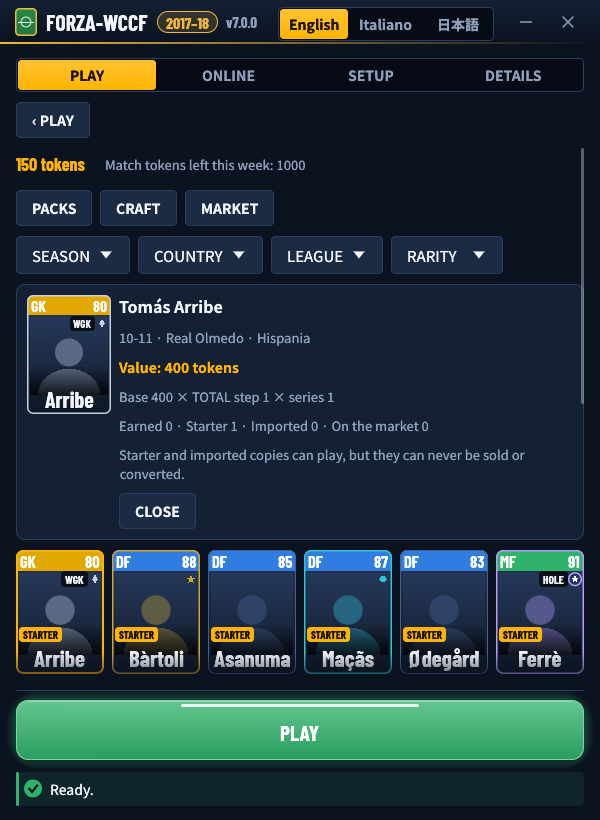 FORZA-WCCF 2017-18 v7.0.0 English Italiano 日本語
PLAY ONLINE SETUP DETAILS
‹ PLAY
150 tokens Match tokens left this week: 1000
PACKS CRAFT MARKET
SEASON ▼ COUNTRY ▼ LEAGUE ▼ RARITY ▼
GK 80
WGK
Arribe
Tomás Arribe
10-11 · Real Olmedo · Hispania
Value: 400 tokens
Base 400 × TOTAL step 1 × series 1
Earned 0 · Starter 1 · Imported 0 · On the market 0
Starter and imported copies can play, but they can never be sold or
converted.
CLOSE
GK 80 DF 88 DF 85 DF 87 DF 83 MF 91
WGK HOLE
STARTER STARTER STARTER STARTER STARTER STARTER
Arribe Bàrtoli Asanuma Maçãs Ødegård Ferrè
PLAY
Ready.